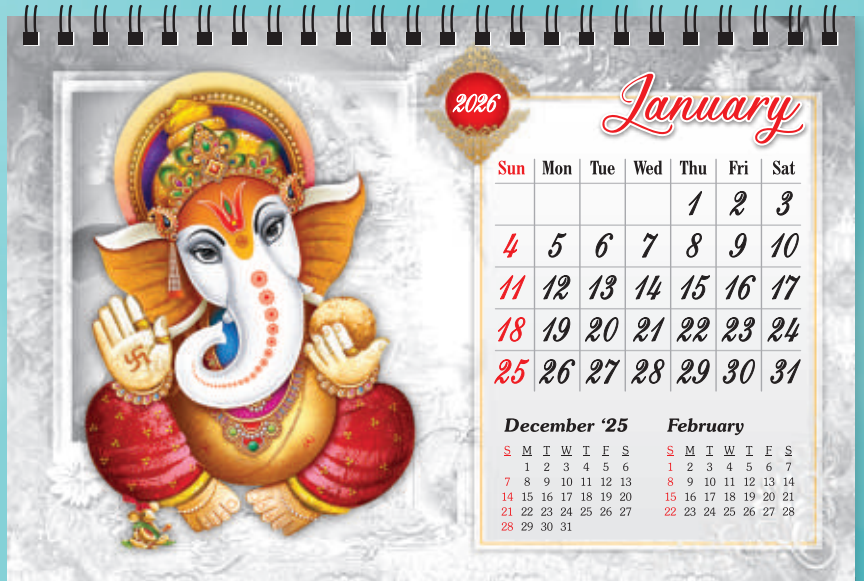 2026
January
Sun Mon Tue Wed Thu Fri Sat
1 2 3
4 5 6 7 8 9 10
11 12 13 14 15 16 17
18 19 20 21 22 23 24
25 26 27 28 29 30 31
December ‘25
S M T W T F S
1 2 3 4 5 6
7 8 9 10 11 12 13
14 15 16 17 18 19 20
21 22 23 24 25 26 27
28 29 30 31
February
S M T W T F S
1 2 3 4 5 6 7
8 9 10 11 12 13 14
15 16 17 18 19 20 21
22 23 24 25 26 27 28